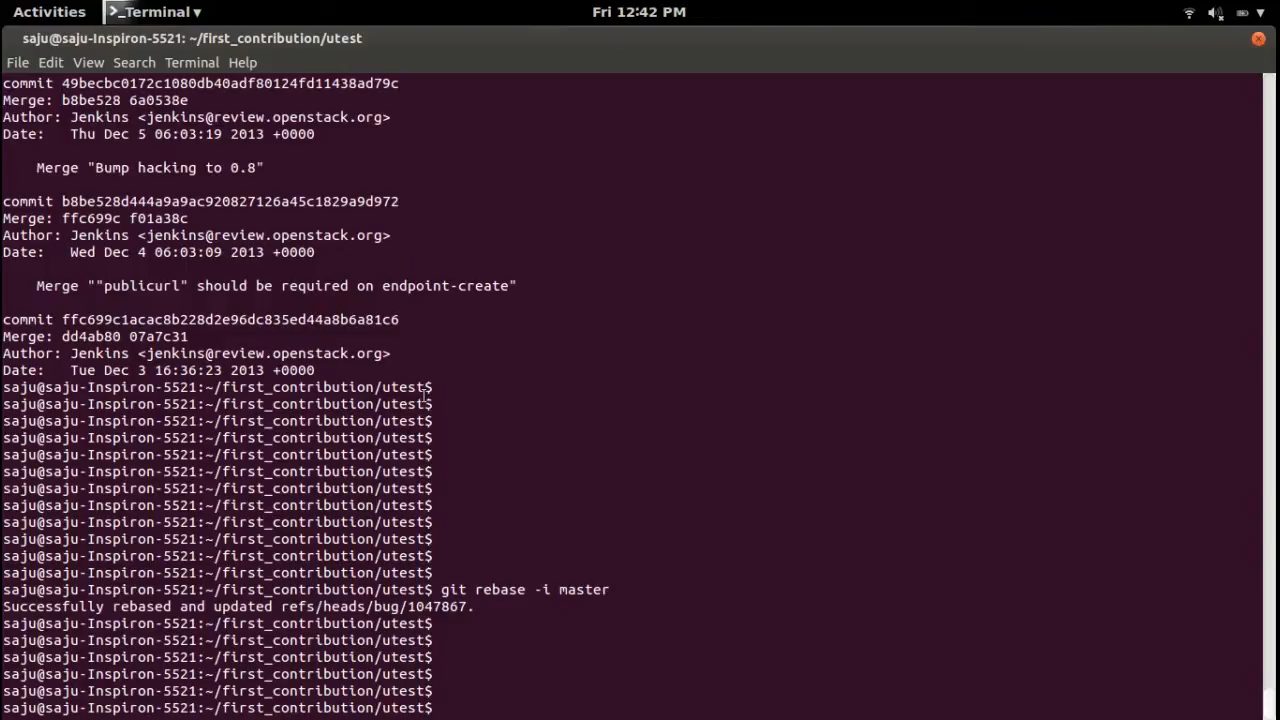 Activities
>_Terminal ▾
Fri 12:42 PM
saju@saju-Inspiron-5521: ~/first_contribution/utest
File Edit View Search Terminal Help
commit 49becbc0172c1080db40adf80124fd11438ad79c
Merge: b8be528 6a0538e
Author: Jenkins <jenkins@review.openstack.org>
Date:   Thu Dec 5 06:03:19 2013 +0000
    Merge "Bump hacking to 0.8"
commit b8be528d444a9a9ac920827126a45c1829a9d972
Merge: ffc699c f01a38c
Author: Jenkins <jenkins@review.openstack.org>
Date:   Wed Dec 4 06:03:09 2013 +0000
    Merge ""publicurl" should be required on endpoint-create"
commit ffc699c1acac8b228d2e96dc835ed44a8b6a81c6
Merge: dd4ab80 07a7c31
Author: Jenkins <jenkins@review.openstack.org>
Date:   Tue Dec 3 16:36:23 2013 +0000
saju@saju-Inspiron-5521:~/first_contribution/utest$
saju@saju-Inspiron-5521:~/first_contribution/utest$
saju@saju-Inspiron-5521:~/first_contribution/utest$
saju@saju-Inspiron-5521:~/first_contribution/utest$
saju@saju-Inspiron-5521:~/first_contribution/utest$
saju@saju-Inspiron-5521:~/first_contribution/utest$
saju@saju-Inspiron-5521:~/first_contribution/utest$
saju@saju-Inspiron-5521:~/first_contribution/utest$
saju@saju-Inspiron-5521:~/first_contribution/utest$
saju@saju-Inspiron-5521:~/first_contribution/utest$
saju@saju-Inspiron-5521:~/first_contribution/utest$
saju@saju-Inspiron-5521:~/first_contribution/utest$
saju@saju-Inspiron-5521:~/first_contribution/utest$ git rebase -i master
Successfully rebased and updated refs/heads/bug/1047867.
saju@saju-Inspiron-5521:~/first_contribution/utest$
saju@saju-Inspiron-5521:~/first_contribution/utest$
saju@saju-Inspiron-5521:~/first_contribution/utest$
saju@saju-Inspiron-5521:~/first_contribution/utest$
saju@saju-Inspiron-5521:~/first_contribution/utest$
saju@saju-Inspiron-5521:~/first_contribution/utest$